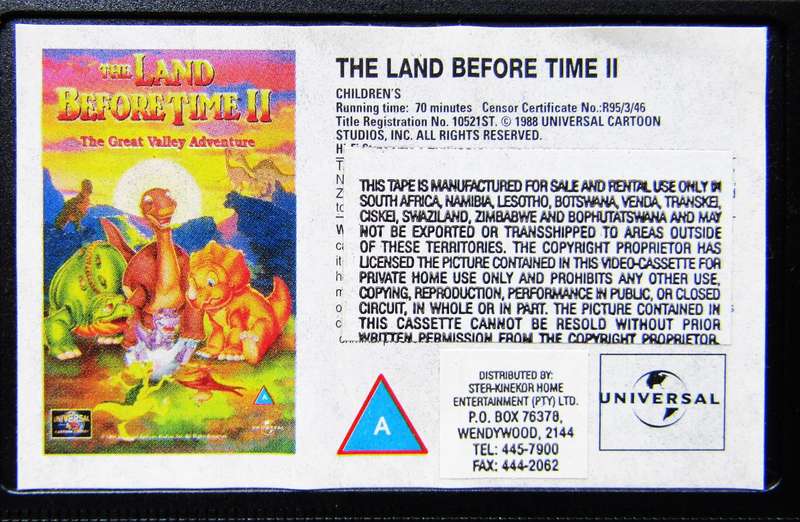 THE LAND
BEFORE TIME II
The Great Valley Adventure
UNIVERSAL
THE LAND BEFORE TIME II
CHILDREN'S
Running time: 70 minutes Censor Certificate No.:R95/3/46
Title Registration No. 10521ST. © 1988 UNIVERSAL CARTOON
STUDIOS, INC. ALL RIGHTS RESERVED.
THIS TAPE IS MANUFACTURED FOR SALE AND RENTAL USE ONLY IN
SOUTH AFRICA, NAMIBIA, LESOTHO, BOTSWANA, VENDA, TRANSKEI,
CISKEI, SWAZILAND, ZIMBABWE AND BOPHUTATSWANA AND MAY
NOT BE EXPORTED OR TRANSSHIPPED TO AREAS OUTSIDE
OF THESE TERRITORIES. THE COPYRIGHT PROPRIETOR HAS
LICENSED THE PICTURE CONTAINED IN THIS VIDEO-CASSETTE FOR
PRIVATE HOME USE ONLY AND PROHIBITS ANY OTHER USE,
COPYING, REPRODUCTION, PERFORMANCE IN PUBLIC, OR CLOSED
CIRCUIT, IN WHOLE OR IN PART. THE PICTURE CONTAINED IN
THIS CASSETTE CANNOT BE RESOLD WITHOUT PRIOR
WRITTEN PERMISSION FROM THE COPYRIGHT PROPRIETOR.
A
DISTRIBUTED BY:
STER-KINEKOR HOME
ENTERTAINMENT (PTY) LTD.
P.O. BOX 76378,
WENDYWOOD, 2144
TEL: 445-7900
FAX: 444-2062
UNIVERSAL